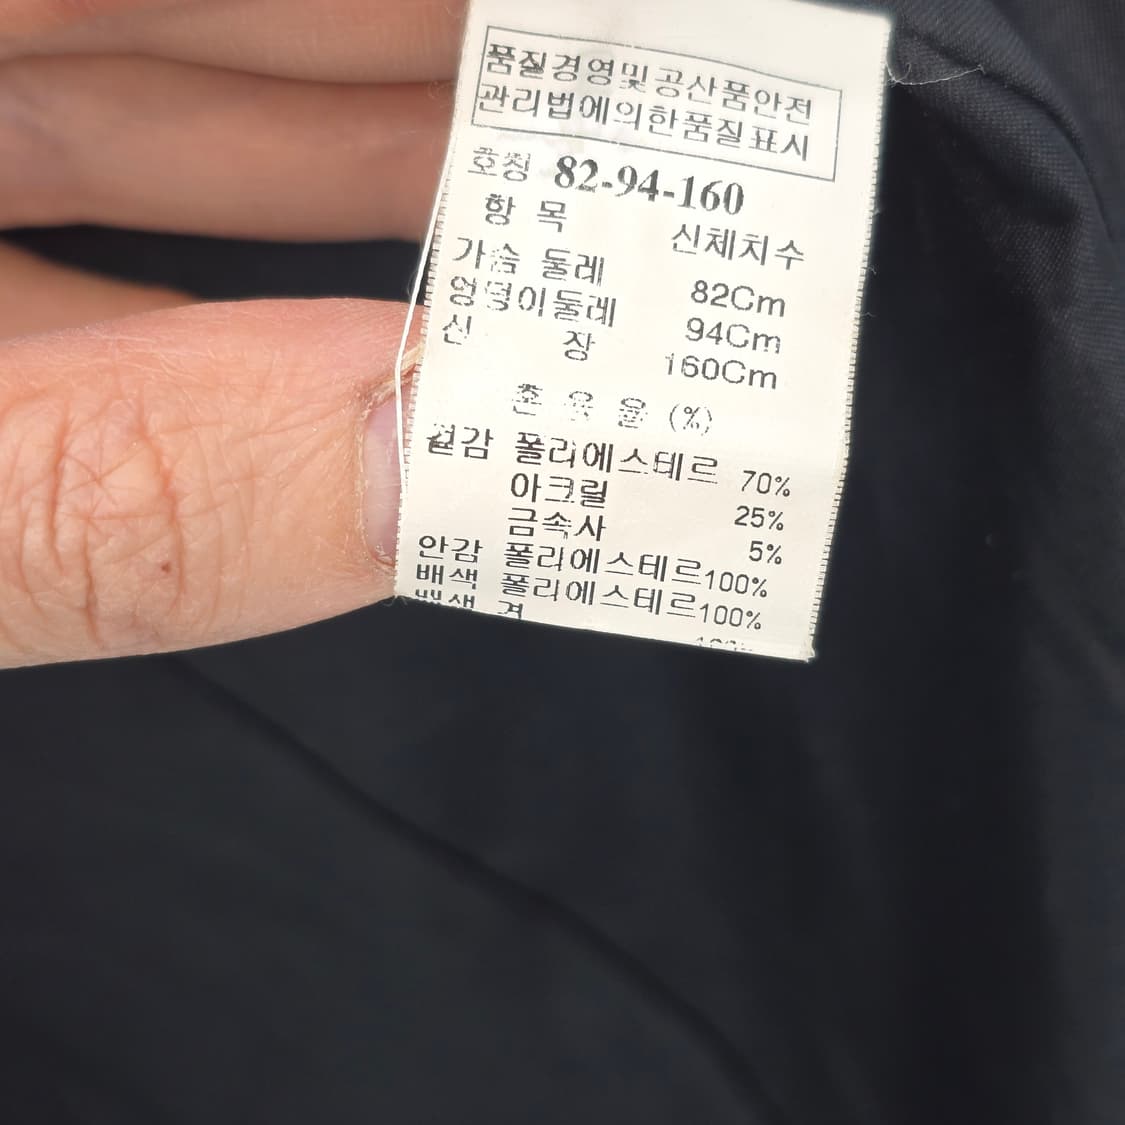 품질경영및공산품안전
관리법에의한품질표시
호칭 82-94-160
항 목 신체치수
가슴 둘레 82Cm
엉덩이둘레 94Cm
신 장 160Cm
혼 용 율 (%)
겉감 폴리에스테르 70%
아크릴 25%
금속사 5%
안감 폴리에스테르100%
배색 폴리에스테르100%
배색